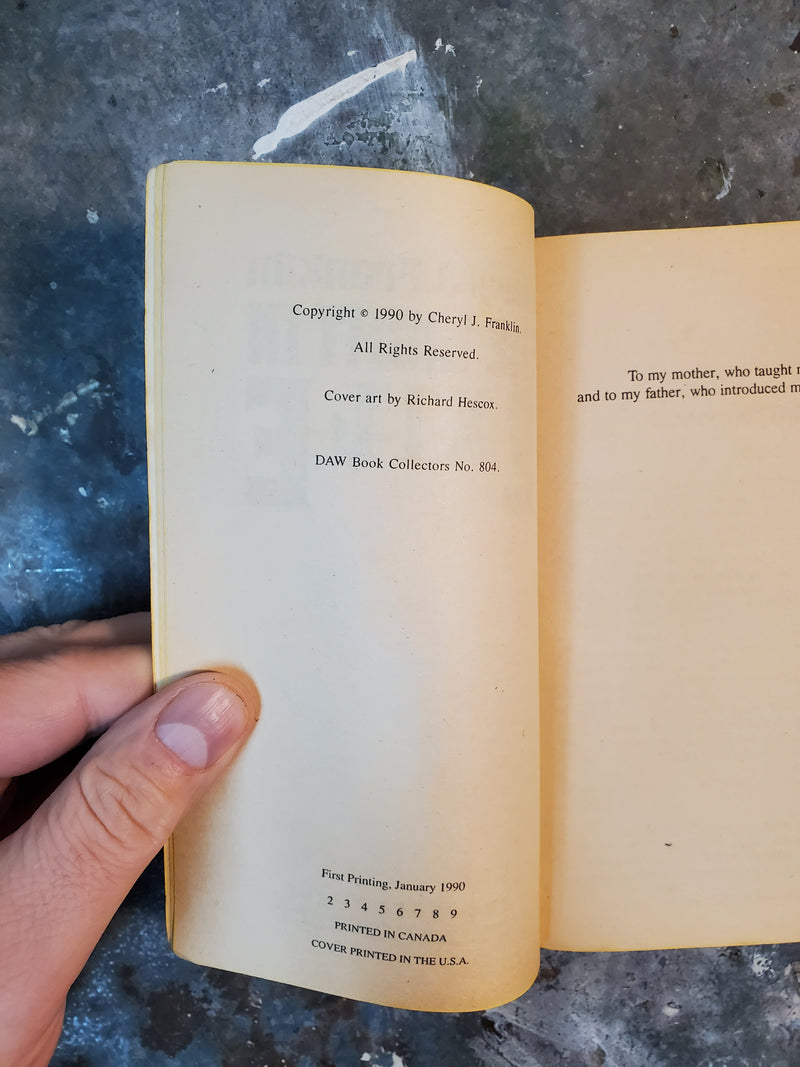 Copyright © 1990 by Cheryl J. Franklin.
All Rights Reserved.
Cover art by Richard Hescox.
DAW Book Collectors No. 804.
First Printing, January 1990
2 3 4 5 6 7 8 9
PRINTED IN CANADA
COVER PRINTED IN THE U.S.A.
To my mother, who taught
and to my father, who introduced